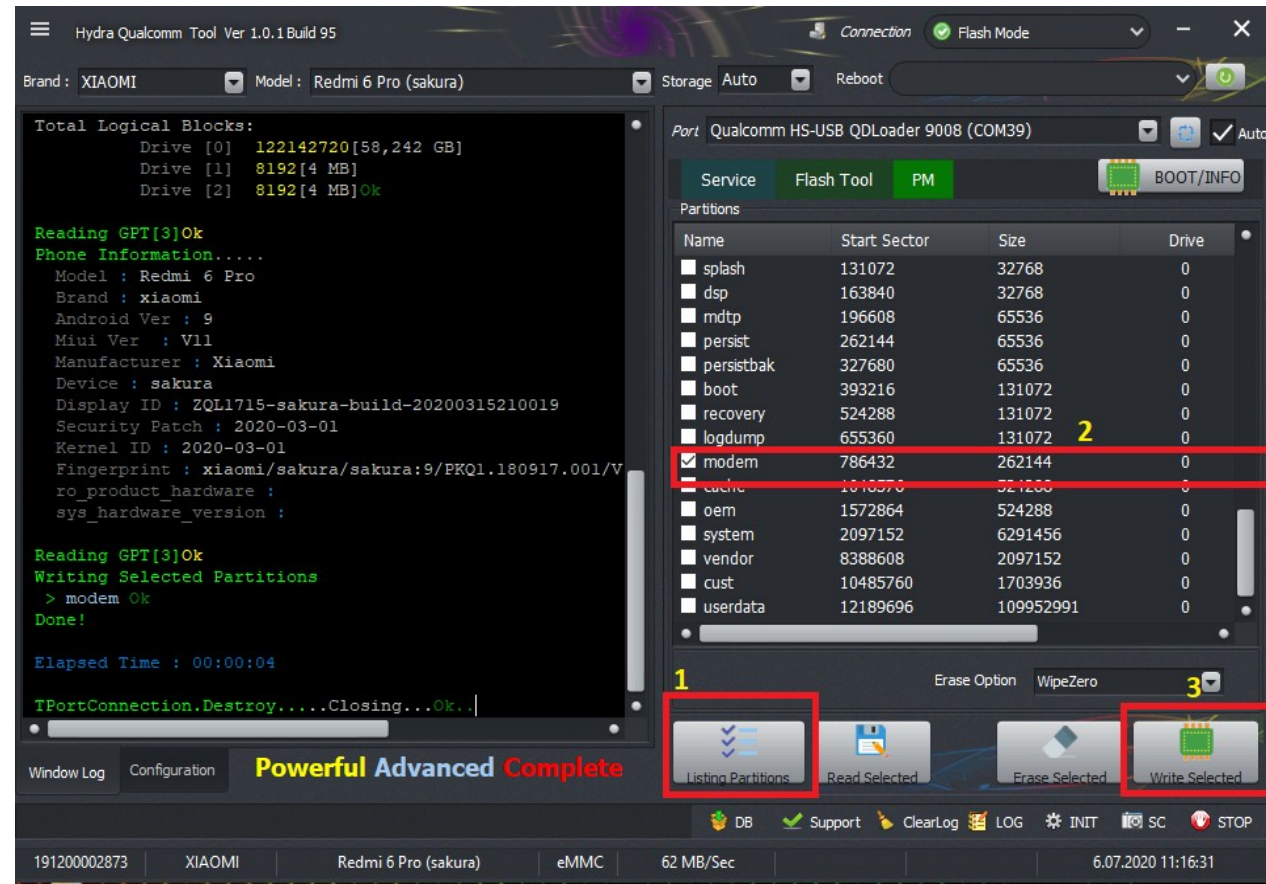 Hydra Qualcomm Tool Ver 1.0.1 Build 95
Connection Flash Mode
Brand : XIAOMI Model : Redmi 6 Pro (sakura) Storage Auto Reboot
Total Logical Blocks:
Drive [0] 122142720[58,242 GB]
Drive [1] 8192[4 MB]
Drive [2] 8192[4 MB]Ok
Reading GPT[3]Ok
Phone Information.....
Model : Redmi 6 Pro
Brand : xiaomi
Android Ver : 9
Miui Ver : V11
Manufacturer : Xiaomi
Device : sakura
Display ID : ZQL1715-sakura-build-20200315210019
Security Patch : 2020-03-01
Kernel ID : 2020-03-01
Fingerprint : xiaomi/sakura/sakura:9/PKQ1.180917.001/V
ro_product_hardware :
sys_hardware_version :
Reading GPT[3]Ok
Writing Selected Partitions
> modem Ok
Done!
Elapsed Time : 00:00:04
TPortConnection.Destroy.....Closing...Ok..
Window Log Configuration Powerful Advanced Complete
Port Qualcomm HS-USB QDLoader 9008 (COM39) Auto
Service Flash Tool PM BOOT/INFO
Partitions
Name Start Sector Size Drive
splash 131072 32768 0
dsp 163840 32768 0
mdtp 196608 65536 0
persist 262144 65536 0
persistbak 327680 65536 0
boot 393216 131072 0
recovery 524288 131072 0
logdump 655360 131072 0
2
modem 786432 262144 0
cache 1048576 524288 0
oem 1572864 524288 0
system 2097152 6291456 0
vendor 8388608 2097152 0
cust 10485760 1703936 0
userdata 12189696 109952991 0
1
Erase Option WipeZero
3
Listing Partitions Read Selected Erase Selected Write Selected
DB Support ClearLog LOG INIT SC STOP
191200002873 XIAOMI Redmi 6 Pro (sakura) eMMC 62 MB/Sec 6.07.2020 11:16:31